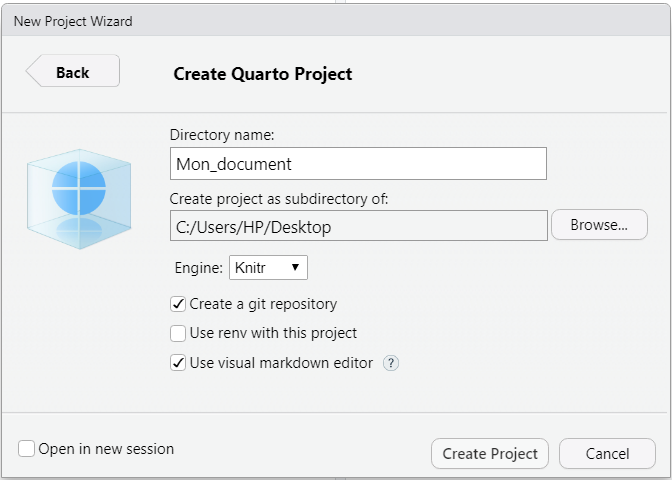 New Project Wizard
Back
Create Quarto Project
Directory name:
Mon_document
Create project as subdirectory of:
C:/Users/HP/Desktop
Browse...
Engine: Knitr
Create a git repository
Use renv with this project
Use visual markdown editor ?
Open in new session
Create Project
Cancel